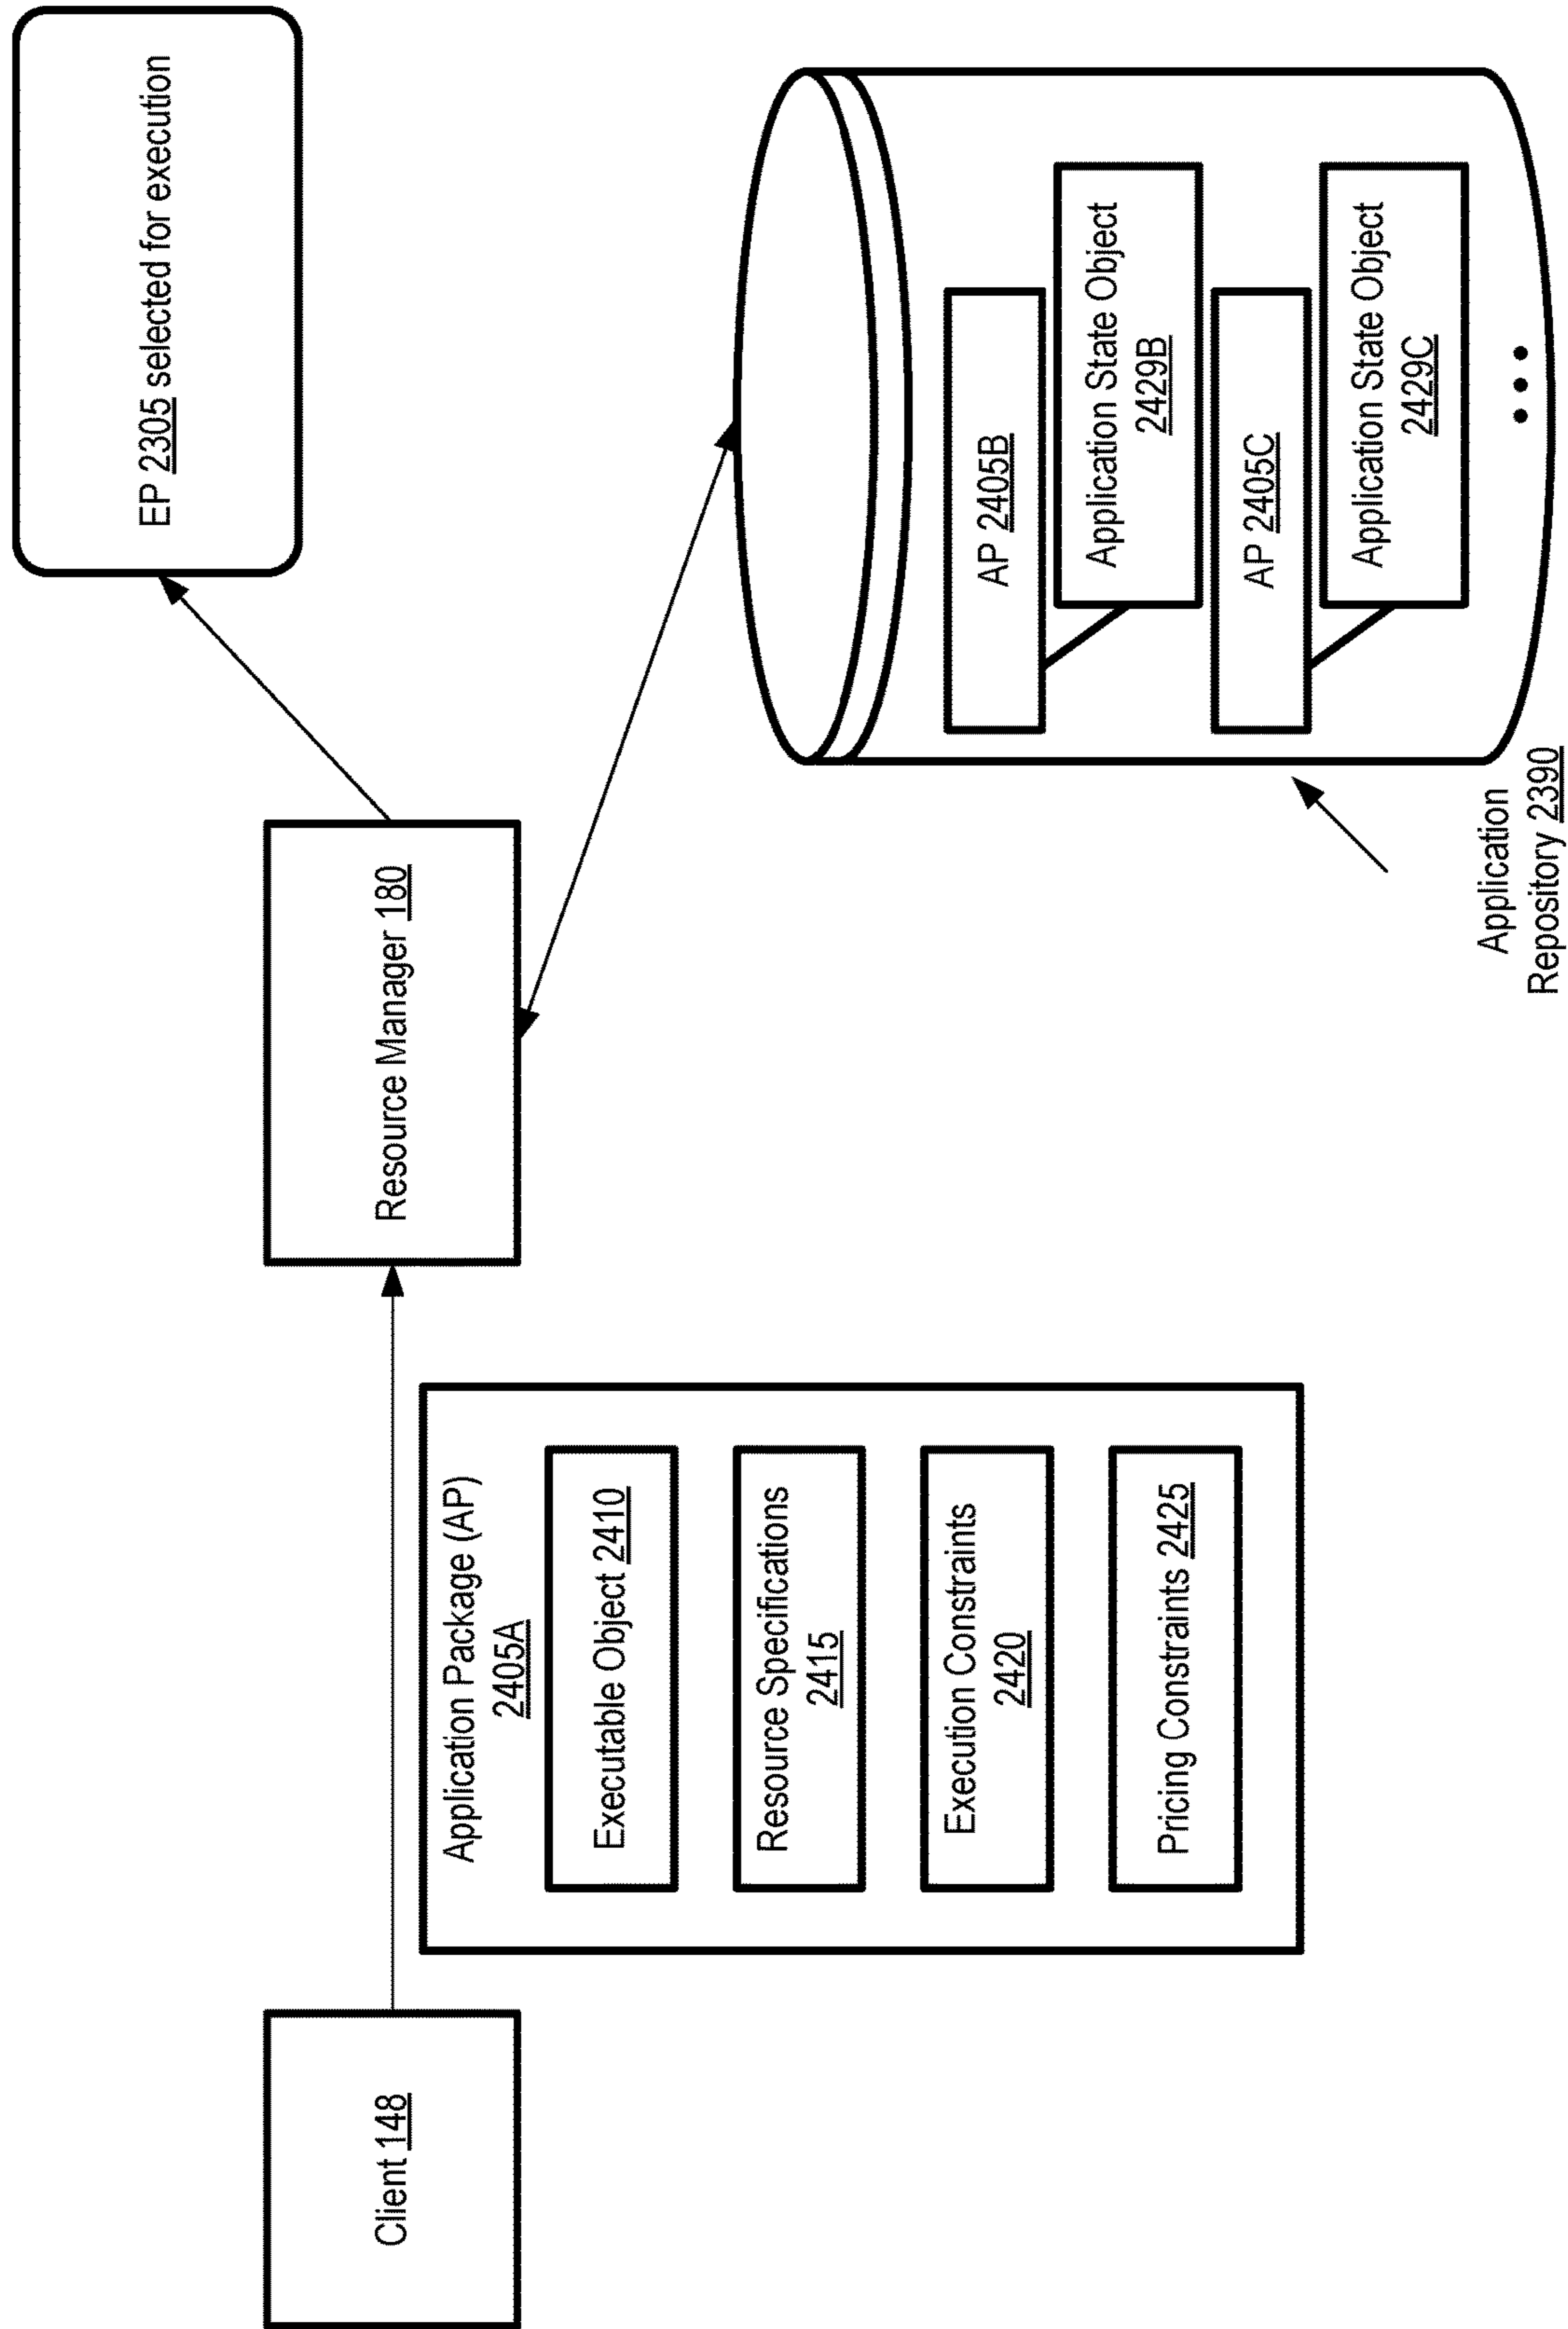 Client 148
Application Package (AP)
2405A
Executable Object 2410
Resource Specifications
2415
Execution Constraints
2420
Pricing Constraints 2425
Resource Manager 180
EP 2305 selected for execution
AP 2405B
Application State Object
2429B
AP 2405C
Application State Object
2429C
Application
Repository 2390